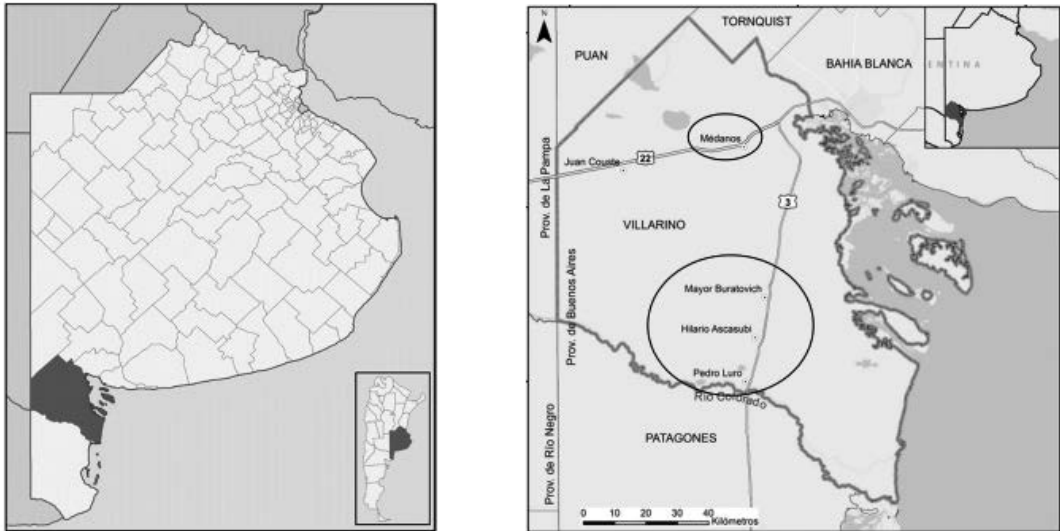 N
TORNQUIST
PUAN
BAHIA BLANCA
ENTINA
Médanos
Juan Couste
22
Prov. de La Pampa
3
VILLARINO
Prov. de Buenos Aires
Mayor Buratovich
Hilario Ascasubi
Pedro Luro
Río Colorado
PATAGONES
Prov. de Río Negro
0 10 20 30 40
Kilómetros